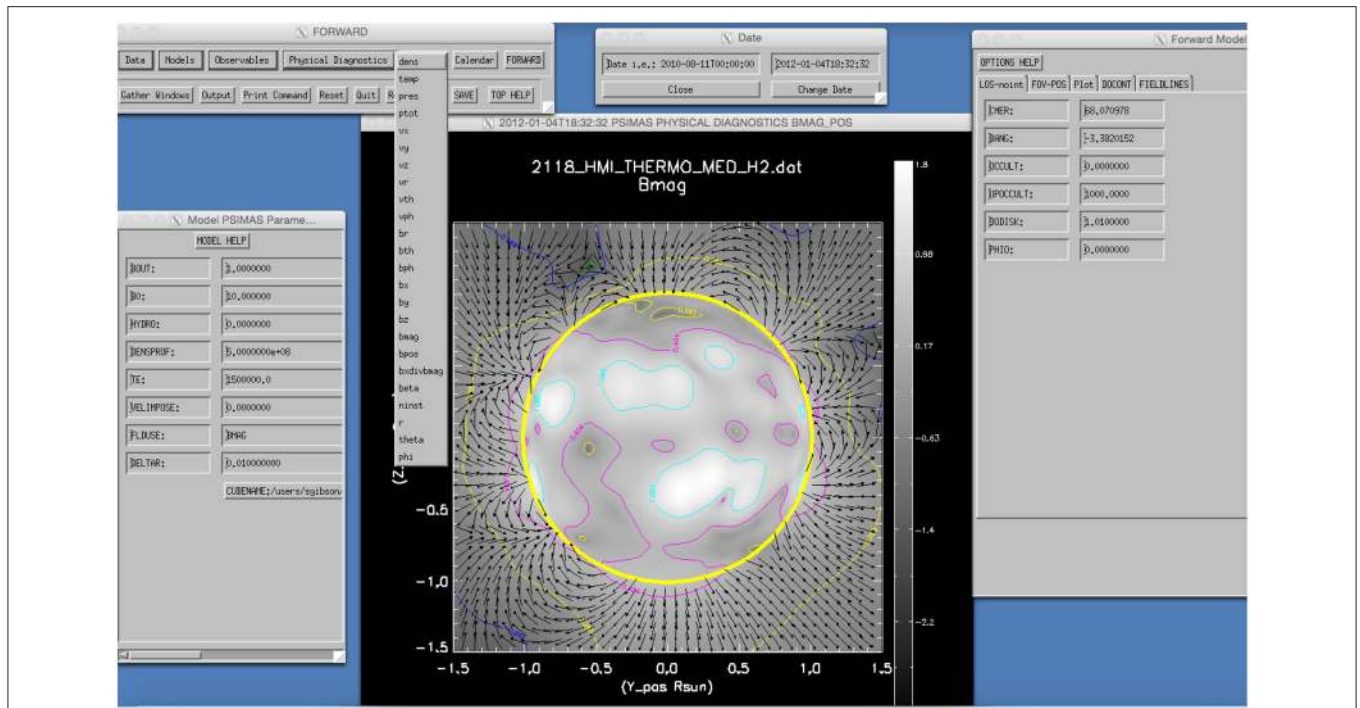 FORWARD
Data Models Observables Physical Diagnostics dens Calendar FORWARD
Gather Windows Output Print Command Reset Quit SAVE TOP HELP
temp
pres
ptot
vx
vy
vz
ur
vth
vph
br
bth
bph
bx
by
bz
bmag
bpos
bxdivbmag
beta
ninst
r
theta
phi
Date
Date i.e.: 2010-08-11T00:00:00 2012-01-04T18:32:32
Close Change Date
Forward Model
OPTIONS HELP
LOS-noint FOV-POS Plot DOCONT FIELDLINES
CMER: 68.070978
BANG: -3.3820152
OCCULT: 0.0000000
UPOCCULT: 1000.0000
DODISK: 1.0100000
PHIO: 0.0000000
Model PSIMAS Parame...
MODEL HELP
BOUT: 1.0000000
BO: 10.000000
HYDRO: 0.0000000
DENSPROF: 5.0000000e+08
TE: 1500000.0
VELIMPOSE: 0.0000000
FLDUSE: BMAG
DELTAR: 0.010000000
CUBENAME:/users/sgibson/
2012-01-04T18:32:32 PSIMAS PHYSICAL DIAGNOSTICS BMAG_POS
2118_HMI_THERMO_MED_H2.dat
Bmag
1.8
0.98
0.17
-0.63
-1.4
-2.2
-0.5
-1.0
-1.5
-1.5 -1.0 -0.5 0.0 0.5 1.0 1.5
(Y_pos Rsun)